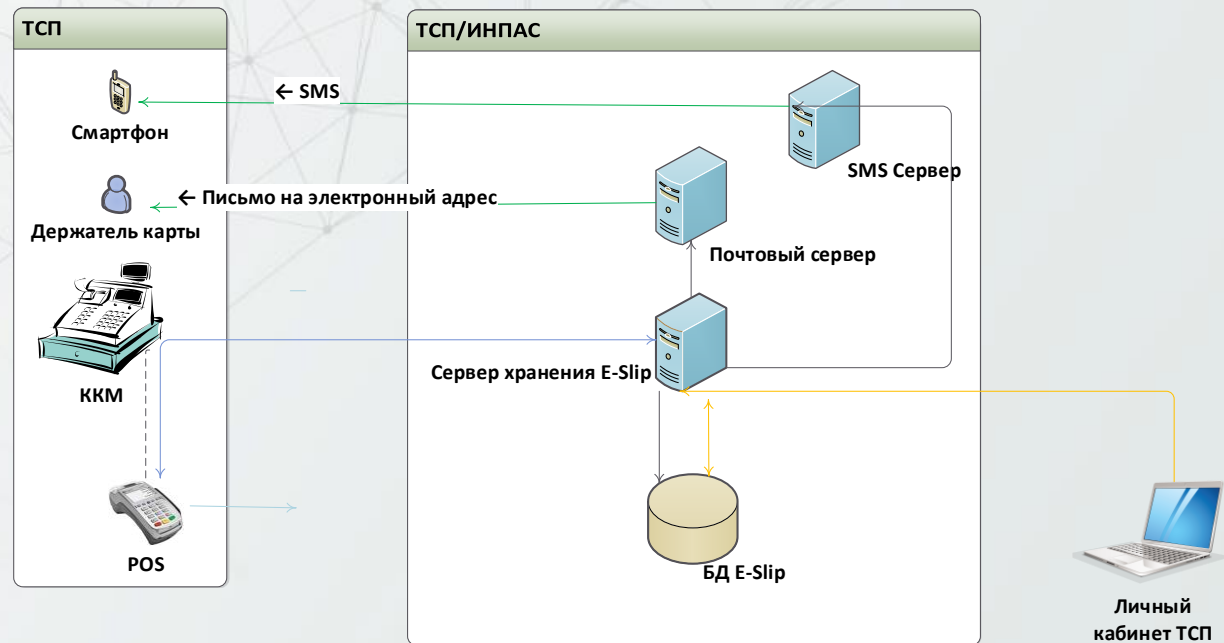 ТСП
ТСП/ИНПАС
← SMS
Смартфон
SMS Сервер
← Письмо на электронный адрес
Держатель карты
Почтовый сервер
Сервер хранения E-Slip
ККМ
POS
БД E-Slip
Личный
кабинет ТСП